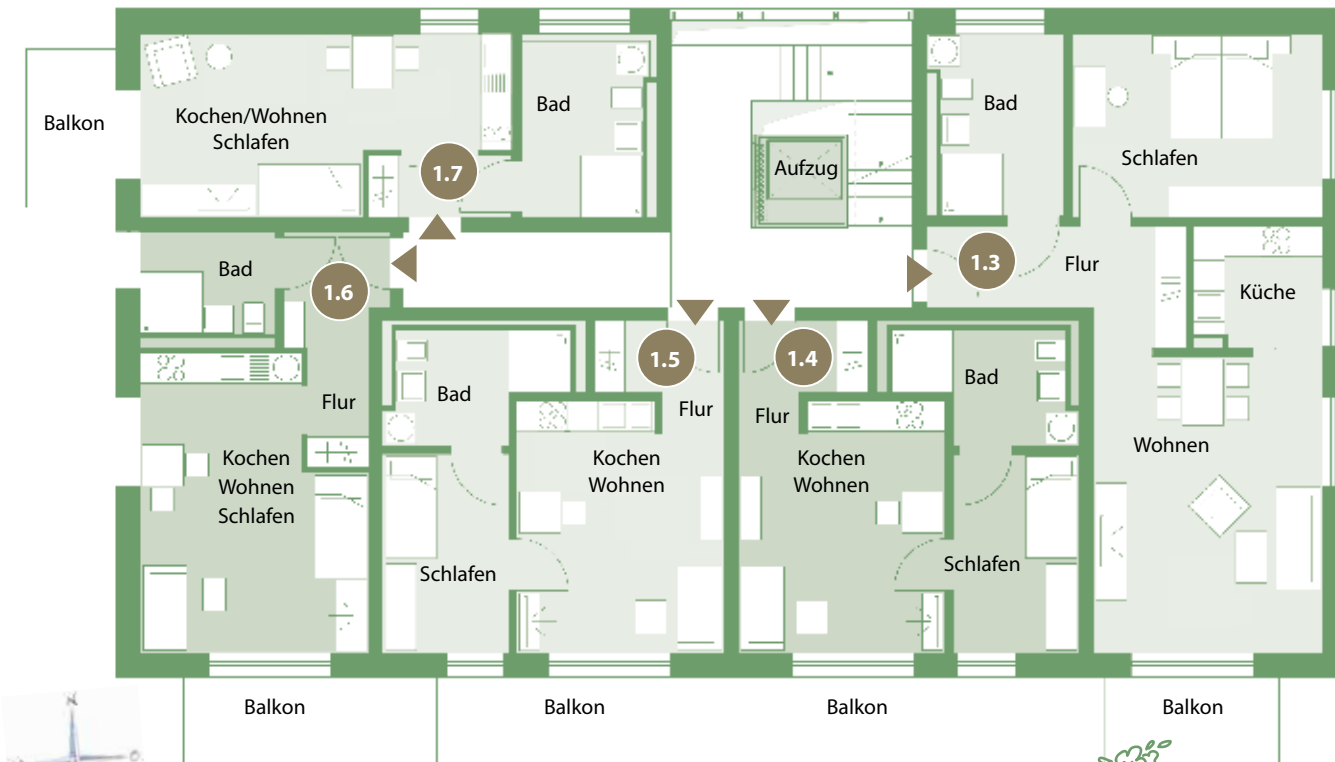 Balkon
Kochen/Wohnen
Schlafen
Bad
1.7
Aufzug
Bad
Schlafen
Bad
1.6
1.3
Flur
Küche
Flur
Bad
1.5
Flur
1.4
Flur
Bad
Kochen
Wohnen
Schlafen
Kochen
Wohnen
Kochen
Wohnen
Wohnen
Schlafen
Schlafen
Balkon
Balkon
Balkon
Balkon
N
O